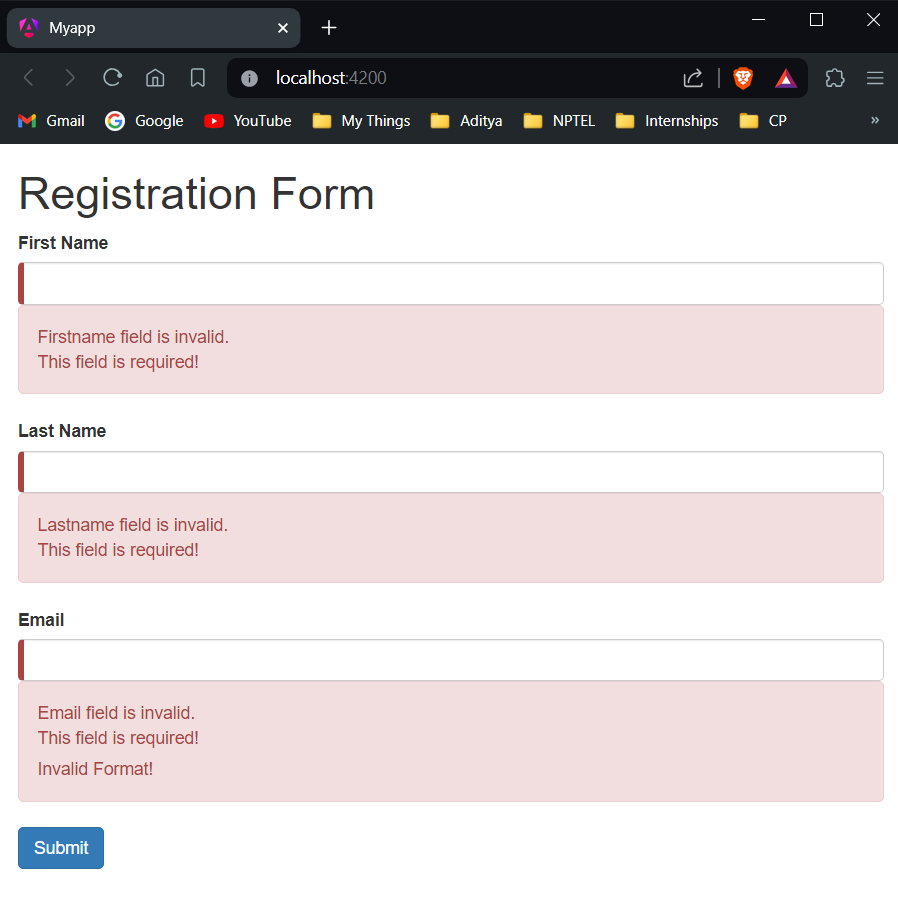 Myapp
localhost:4200
Gmail Google YouTube My Things Aditya NPTEL Internships CP »
Registration Form
First Name
Firstname field is invalid.
This field is required!
Last Name
Lastname field is invalid.
This field is required!
Email
Email field is invalid.
This field is required!
Invalid Format!
Submit